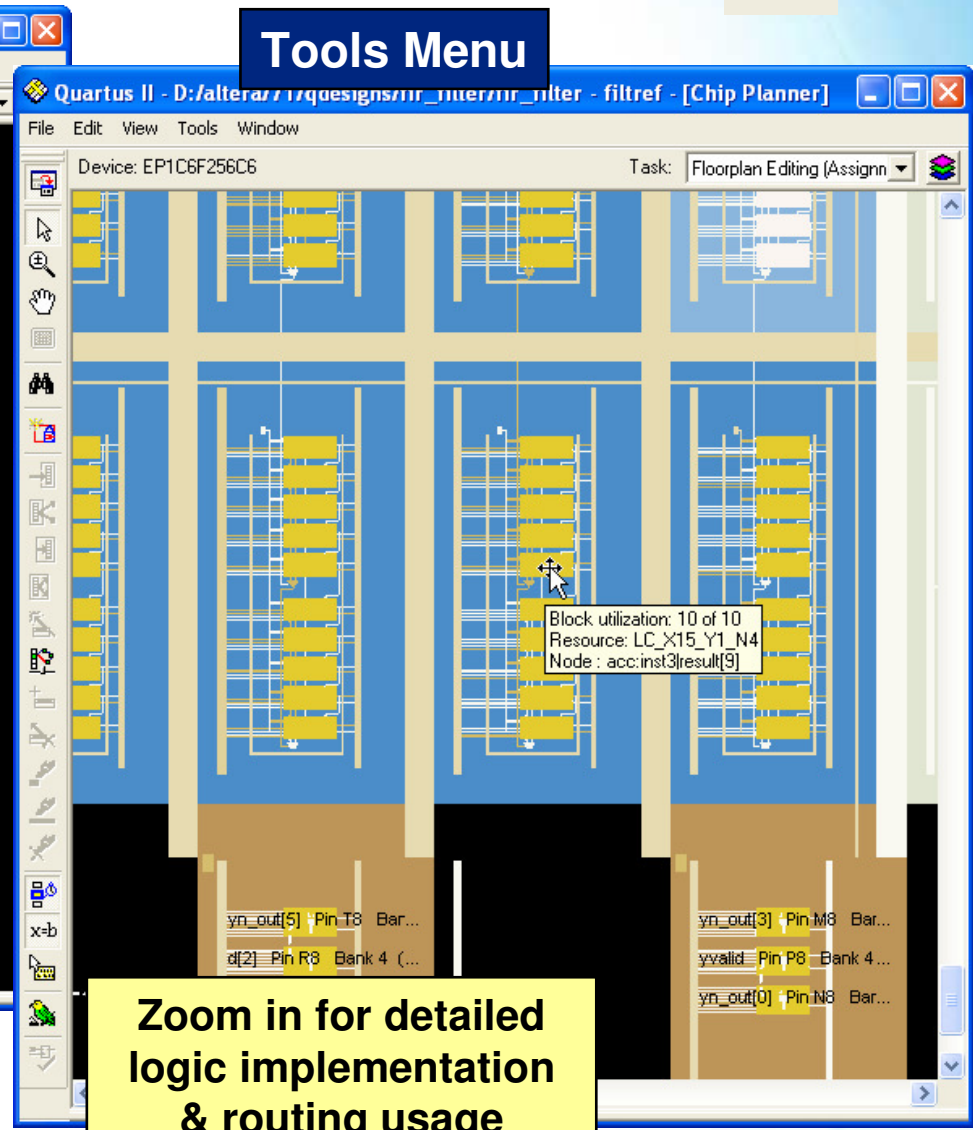 Tools Menu
Quartus II - D:/altera/71/qdesigns/fir_filter/fir_filter - filtref - [Chip Planner]
File Edit View Tools Window
Device: EP1C6F256C6 Task: Floorplan Editing (Assignn
Block utilization: 10 of 10
Resource: LC_X15_Y1_N4
Node : acc:inst3|result[9]
x=b
yn_out[5] Pin T8 Bar...
d[2] Pin R8 Bank 4 (...
yn_out[3] Pin M8 Bar...
yvalid Pin P8 Bank 4...
yn_out[0] Pin N8 Bar...
Zoom in for detailed
logic implementation
& routing usage